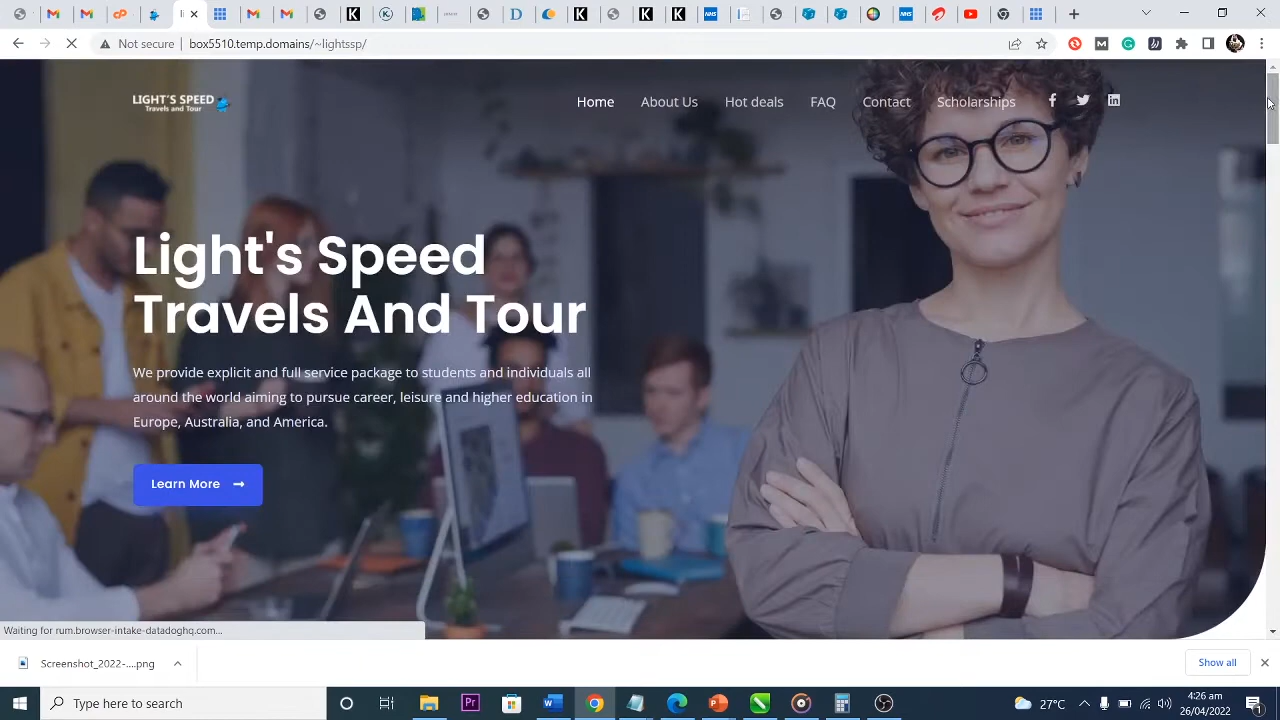 Not secure
box5510.temp.domains/~lightssp/
LIGHT'S SPEED
Travels and Tour
Home
About Us
Hot deals
FAQ
Contact
Scholarships
Light's Speed
Travels And Tour
We provide explicit and full service package to students and individuals all
around the world aiming to pursue career, leisure and higher education in
Europe, Australia, and America.
Learn More
Waiting for rum.browser-intake-datadoghq.com...
Screenshot_2022-....png
Show all
Type here to search
27°C
4:26 am
26/04/2022